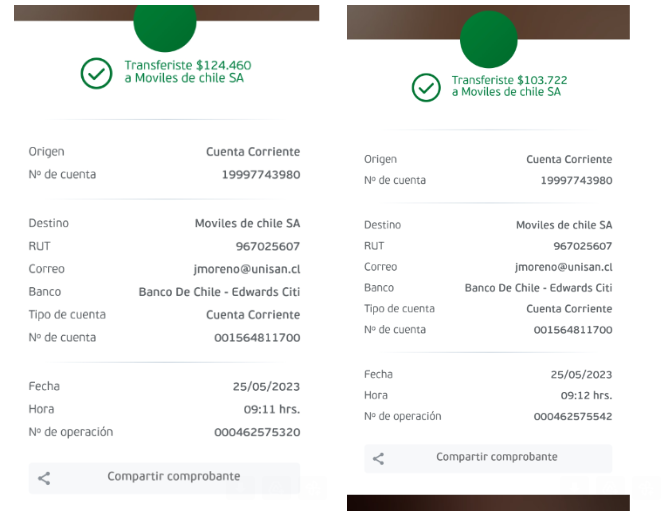 Transferiste $124.460
a Moviles de chile SA
Origen Cuenta Corriente
Nº de cuenta 19997743980
Destino Moviles de chile SA
RUT 967025607
Correo jmoreno@unisan.cl
Banco Banco De Chile - Edwards Citi
Tipo de cuenta Cuenta Corriente
Nº de cuenta 001564811700
Fecha 25/05/2023
Hora 09:11 hrs.
Nº de operación 000462575320
Compartir comprobante
Transferiste $103.722
a Moviles de chile SA
Origen Cuenta Corriente
Nº de cuenta 19997743980
Destino Moviles de chile SA
RUT 967025607
Correo jmoreno@unisan.cl
Banco Banco De Chile - Edwards Citi
Tipo de cuenta Cuenta Corriente
Nº de cuenta 001564811700
Fecha 25/05/2023
Hora 09:12 hrs.
Nº de operación 000462575542
Compartir comprobante